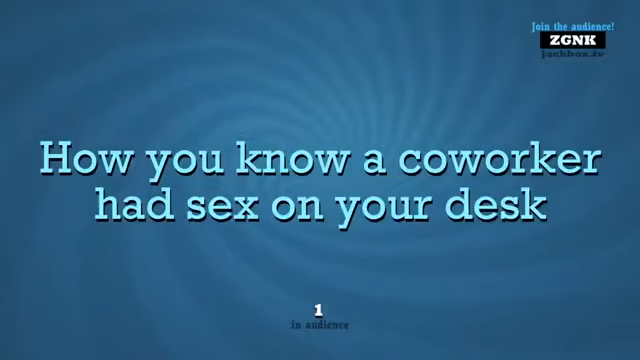 Join the audience!
ZGNK
jackbox.tv
How you know a coworker
had sex on your desk
1
in audience